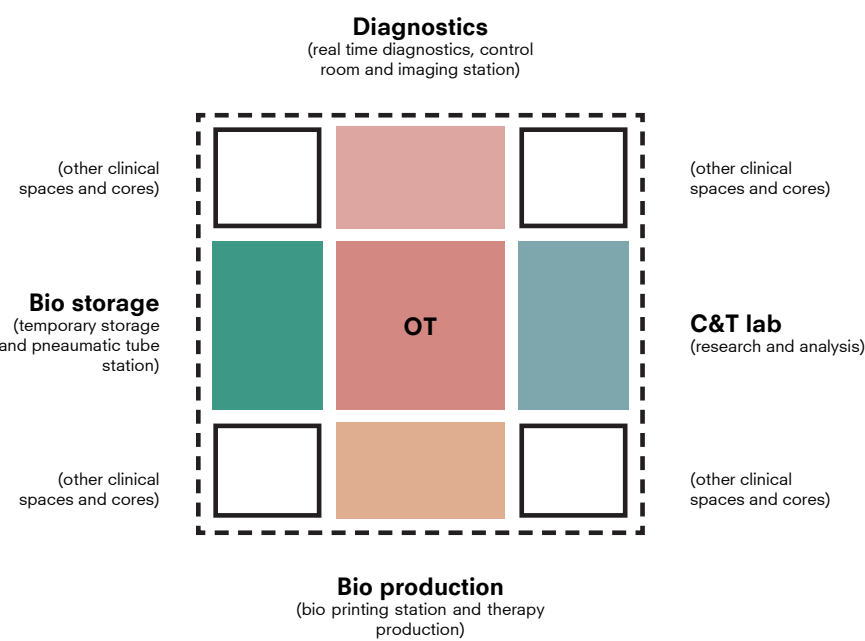 Diagnostics
(real time diagnostics, control
room and imaging station)
(other clinical
spaces and cores)
(other clinical
spaces and cores)
Bio storage
(temporary storage
and pneaumatic tube
station)
OT
C&T lab
(research and analysis)
(other clinical
spaces and cores)
(other clinical
spaces and cores)
Bio production
(bio printing station and therapy
production)